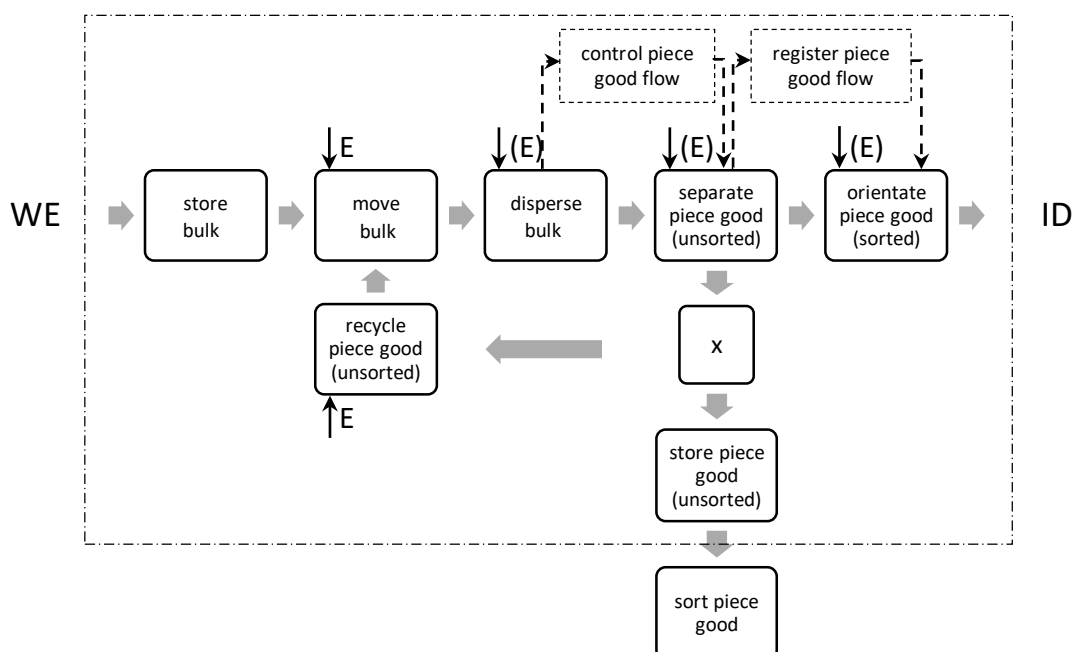 control piece
good flow
register piece
good flow
E
(E)
(E)
(E)
WE
store
bulk
move
bulk
disperse
bulk
separate
piece good
(unsorted)
orientate
piece good
(sorted)
ID
recycle
piece good
(unsorted)
x
E
store piece
good
(unsorted)
sort piece
good